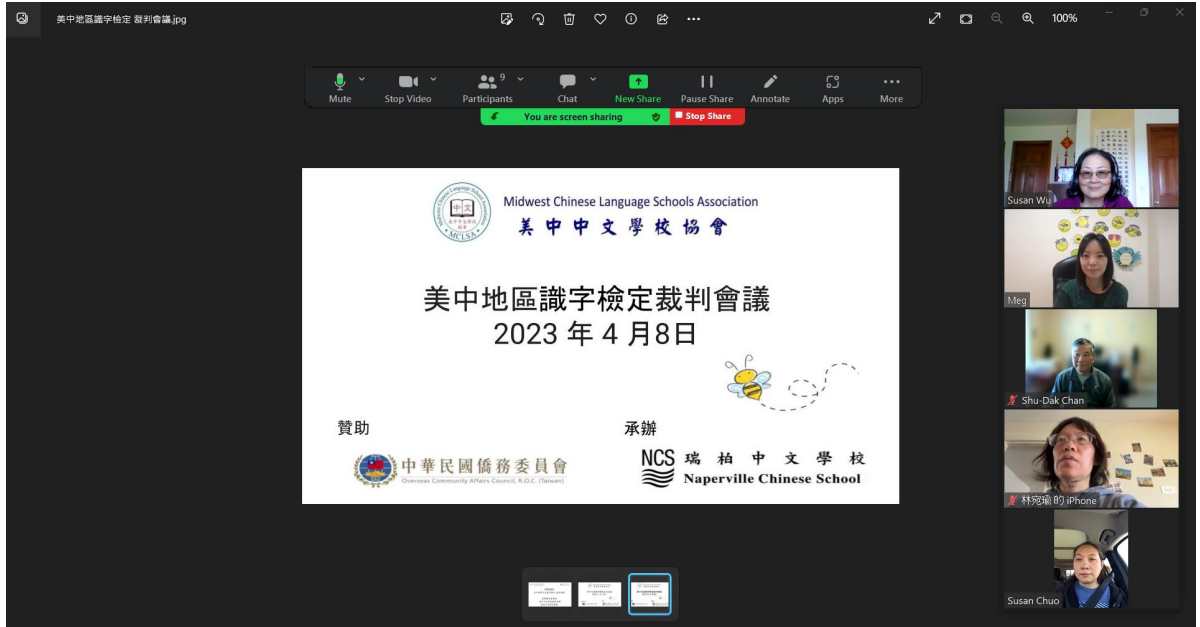 美中地區識字檢定 裁判會議.jpg
100%
9
Mute
Stop Video
Participants
Chat
New Share
Pause Share
Annotate
Apps
More
You are screen sharing
Stop Share
中文
MCLSA
Midwest Chinese Language Schools Association
美中中文學校協會
美中地區識字檢定裁判會議
2023 年 4 月8日
贊助
承辦
中華民國僑務委員會
Overseas Community Affairs Council, R.O.C. (Taiwan)
NCS 瑞柏中文學校
Naperville Chinese School
Susan Wu
Meg
Shu-Dak Chan
林宛瑜 的 iPhone
Susan Chuo